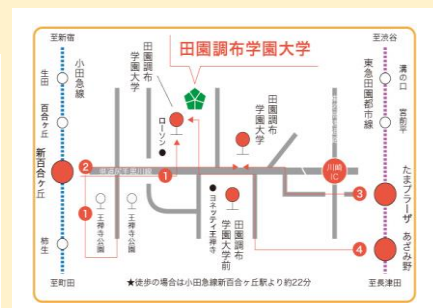 至新宿
小田急線
生田
百合ヶ丘
新百合ヶ丘
柿生
至町田
田園調布学園大学
田園調布
学園大学
ローソン
田園調布
学園大学
1
2
1
王禅寺公園
王禅寺公園
ヨネッティ王禅寺
田園調布
学園大学前
川崎
IC
3
4
至渋谷
東急田園都市線
溝の口
宮前平
たまプラーザ
あざみ野
至長津田
★徒歩の場合は小田急線新百合ヶ丘駅より約22分